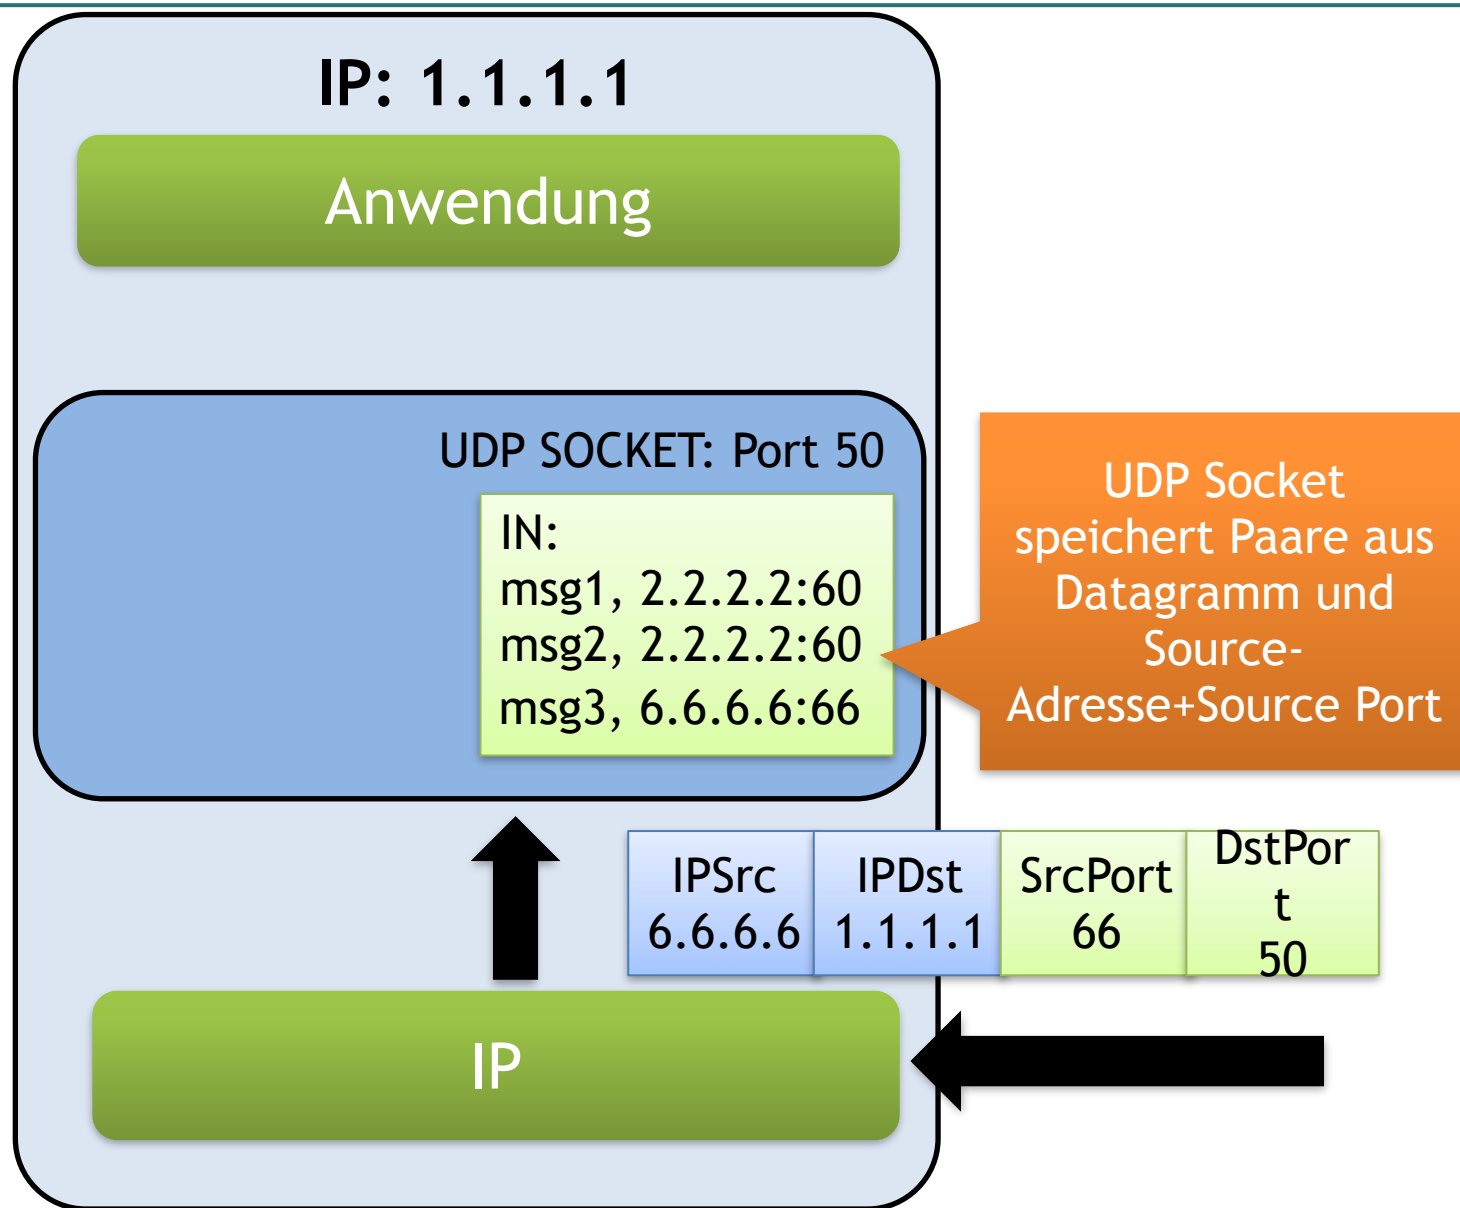 IP: 1.1.1.1
Anwendung
UDP SOCKET: Port 50
IN:
msg1, 2.2.2.2:60
msg2, 2.2.2.2:60
msg3, 6.6.6.6:66
UDP Socket
speichert Paare aus
Datagramm und
Source-
Adresse+Source Port
IPSrc
6.6.6.6
IPDst
1.1.1.1
SrcPort
66
DstPor
t
50
IP